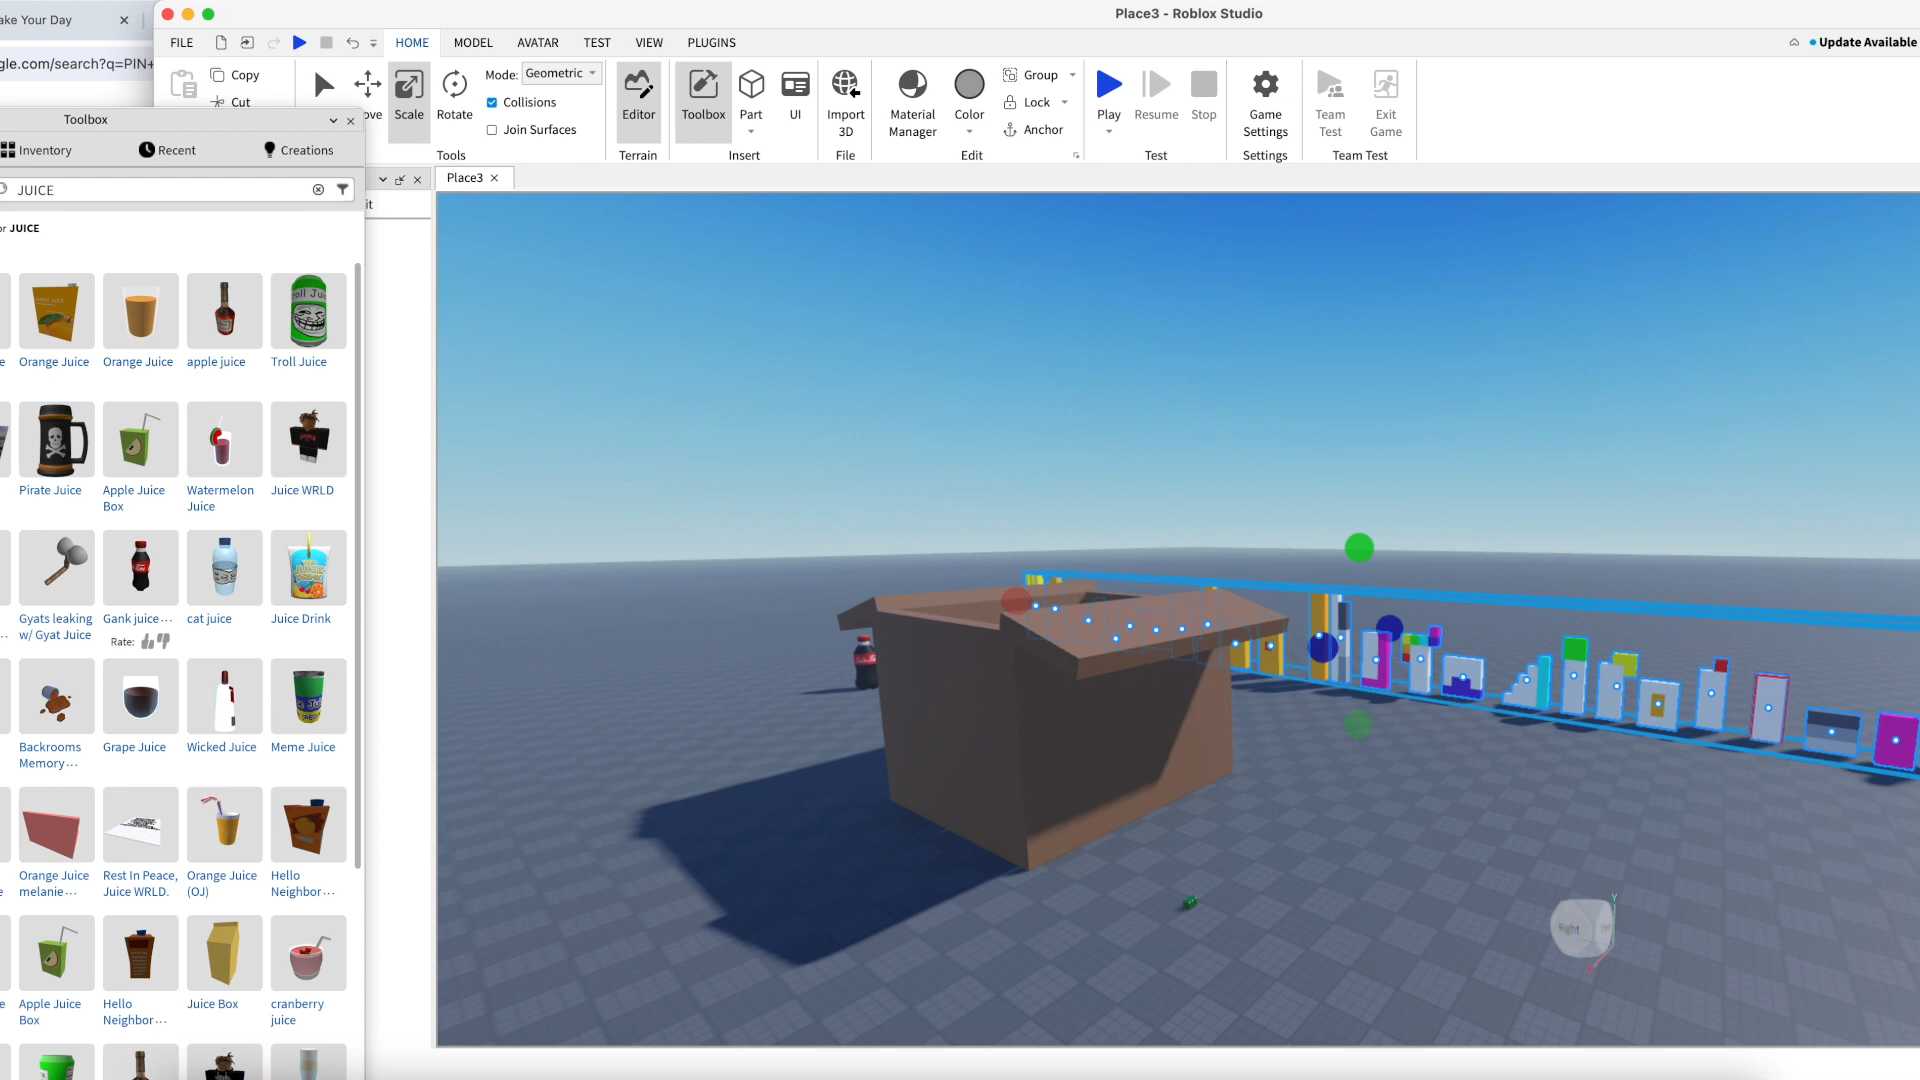 ake Your Day
Place3 - Roblox Studio
FILE
HOME
MODEL
AVATAR
TEST
VIEW
PLUGINS
Update Available
gle.com/search?q=PIN+
Copy
Cut
ove
Scale
Rotate
Mode: Geometric
Collisions
Join Surfaces
Tools
Editor
Terrain
Toolbox
Part
UI
Insert
Import
3D
File
Material
Manager
Color
Group
Lock
Anchor
Edit
Play
Resume
Stop
Test
Game
Settings
Settings
Team
Test
Exit
Game
Team Test
Toolbox
Inventory
Recent
Creations
JUICE
it
Place3
or JUICE
e
Orange Juice
Orange Juice
apple juice
Troll Juice
Pirate Juice
Apple Juice
Box
Watermelon
Juice
Juice WRLD
Gyats leaking
w/ Gyat Juice
Gank juice...
Rate:
cat juice
Juice Drink
Backrooms
Memory...
Grape Juice
Wicked Juice
Meme Juice
Orange Juice
melanie...
Rest In Peace,
Juice WRLD.
Orange Juice
(OJ)
Hello
Neighbor...
e
Apple Juice
Box
Hello
Neighbor...
Juice Box
cranberry
juice
Right
Y